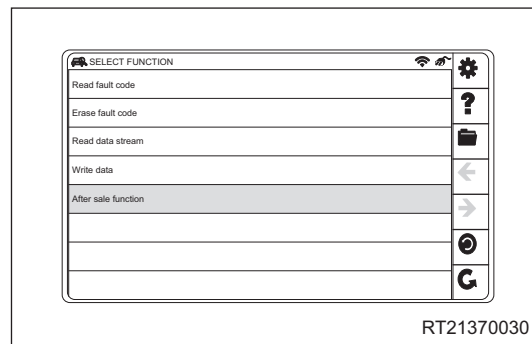 SELECT FUNCTION
Read fault code
Erase fault code
Read data stream
Write data
After sale function
?
RT21370030